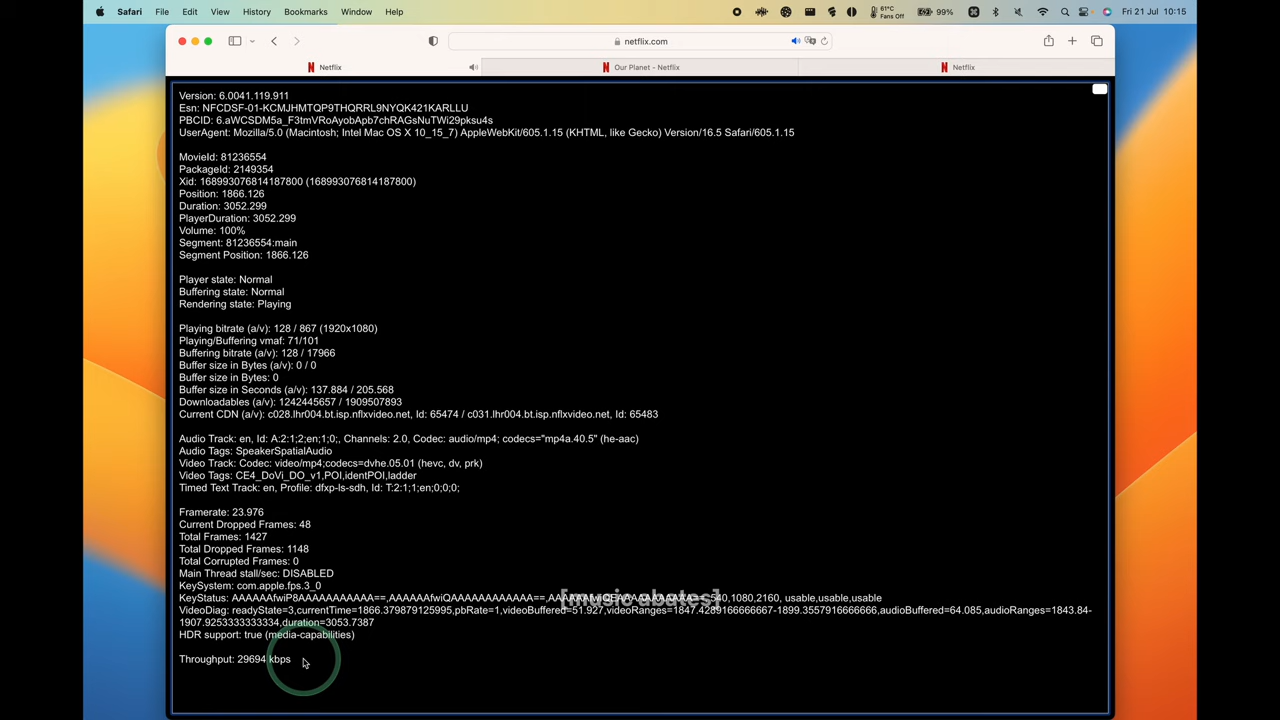 Safari File Edit View History Bookmarks Window Help 61°C Fans Off 99% Fri 21 Jul 10:15
netflix.com
Netflix Our Planet – Netflix Netflix
Version: 6.0041.119.911
Esn: NFCDSF-01-KCMJHMTQP9THQRRL9NYQK421KARLLU
PBCID: 6.aWCSDM5a_F3tmVRoAyobApb7chRAGsNuTWi29pksu4s
UserAgent: Mozilla/5.0 (Macintosh; Intel Mac OS X 10_15_7) AppleWebKit/605.1.15 (KHTML, like Gecko) Version/16.5 Safari/605.1.15
MovieId: 81236554
PackageId: 2149354
Xid: 168993076814187800 (168993076814187800)
Position: 1866.126
Duration: 3052.299
PlayerDuration: 3052.299
Volume: 100%
Segment: 81236554:main
Segment Position: 1866.126
Player state: Normal
Buffering state: Normal
Rendering state: Playing
Playing bitrate (a/v): 128 / 867 (1920x1080)
Playing/Buffering vmaf: 71/101
Buffering bitrate (a/v): 128 / 17966
Buffer size in Bytes (a/v): 0 / 0
Buffer size in Bytes: 0
Buffer size in Seconds (a/v): 137.884 / 205.568
Downloadables (a/v): 1242445657 / 1909507893
Current CDN (a/v): c028.lhr004.bt.isp.nflxvideo.net, Id: 65474 / c031.lhr004.bt.isp.nflxvideo.net, Id: 65483
Audio Track: en, Id: A:2:1;2;en;1;0;, Channels: 2.0, Codec: audio/mp4; codecs="mp4a.40.5" (he-aac)
Audio Tags: SpeakerSpatialAudio
Video Track: Codec: video/mp4;codecs=dvhe.05.01 (hevc, dv, prk)
Video Tags: CE4_DoVi_DO_v1,POI,identPOI,ladder
Timed Text Track: en, Profile: dfxp-ls-sdh, Id: T:2:1;1;en;0;0;0;
Framerate: 23.976
Current Dropped Frames: 48
Total Frames: 1427
Total Dropped Frames: 1148
Total Corrupted Frames: 0
Main Thread stall/sec: DISABLED
KeySystem: com.apple.fps.3_0
KeyStatus: 540,1080,2160, usable,usable,usable
[music abates]
VideoDiag: readyState=3,currentTime=1866.379879125995,pbRate=1,videoBuffered=51.927,videoRanges=1847.4289166666667-1899.3557916666666,audioBuffered=64.085,audioRanges=1843.84-
1907.9253333333334,duration=3053.7387
HDR support: true (media-capabilities)
Throughput: 29694 kbps